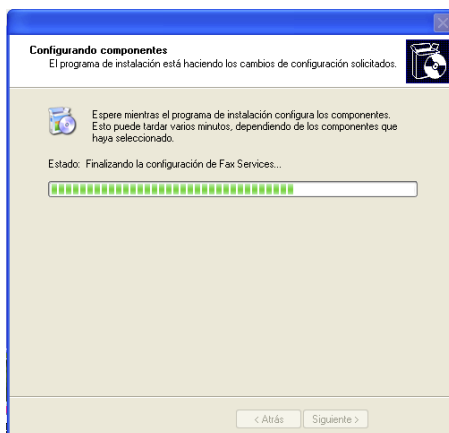 Configurando componentes
El programa de instalación está haciendo los cambios de configuración solicitados.
Espere mientras el programa de instalación configura los componentes.
Esto puede tardar varios minutos, dependiendo de los componentes que
haya seleccionado.
Estado: Finalizando la configuración de Fax Services...
< Atrás
Siguiente >